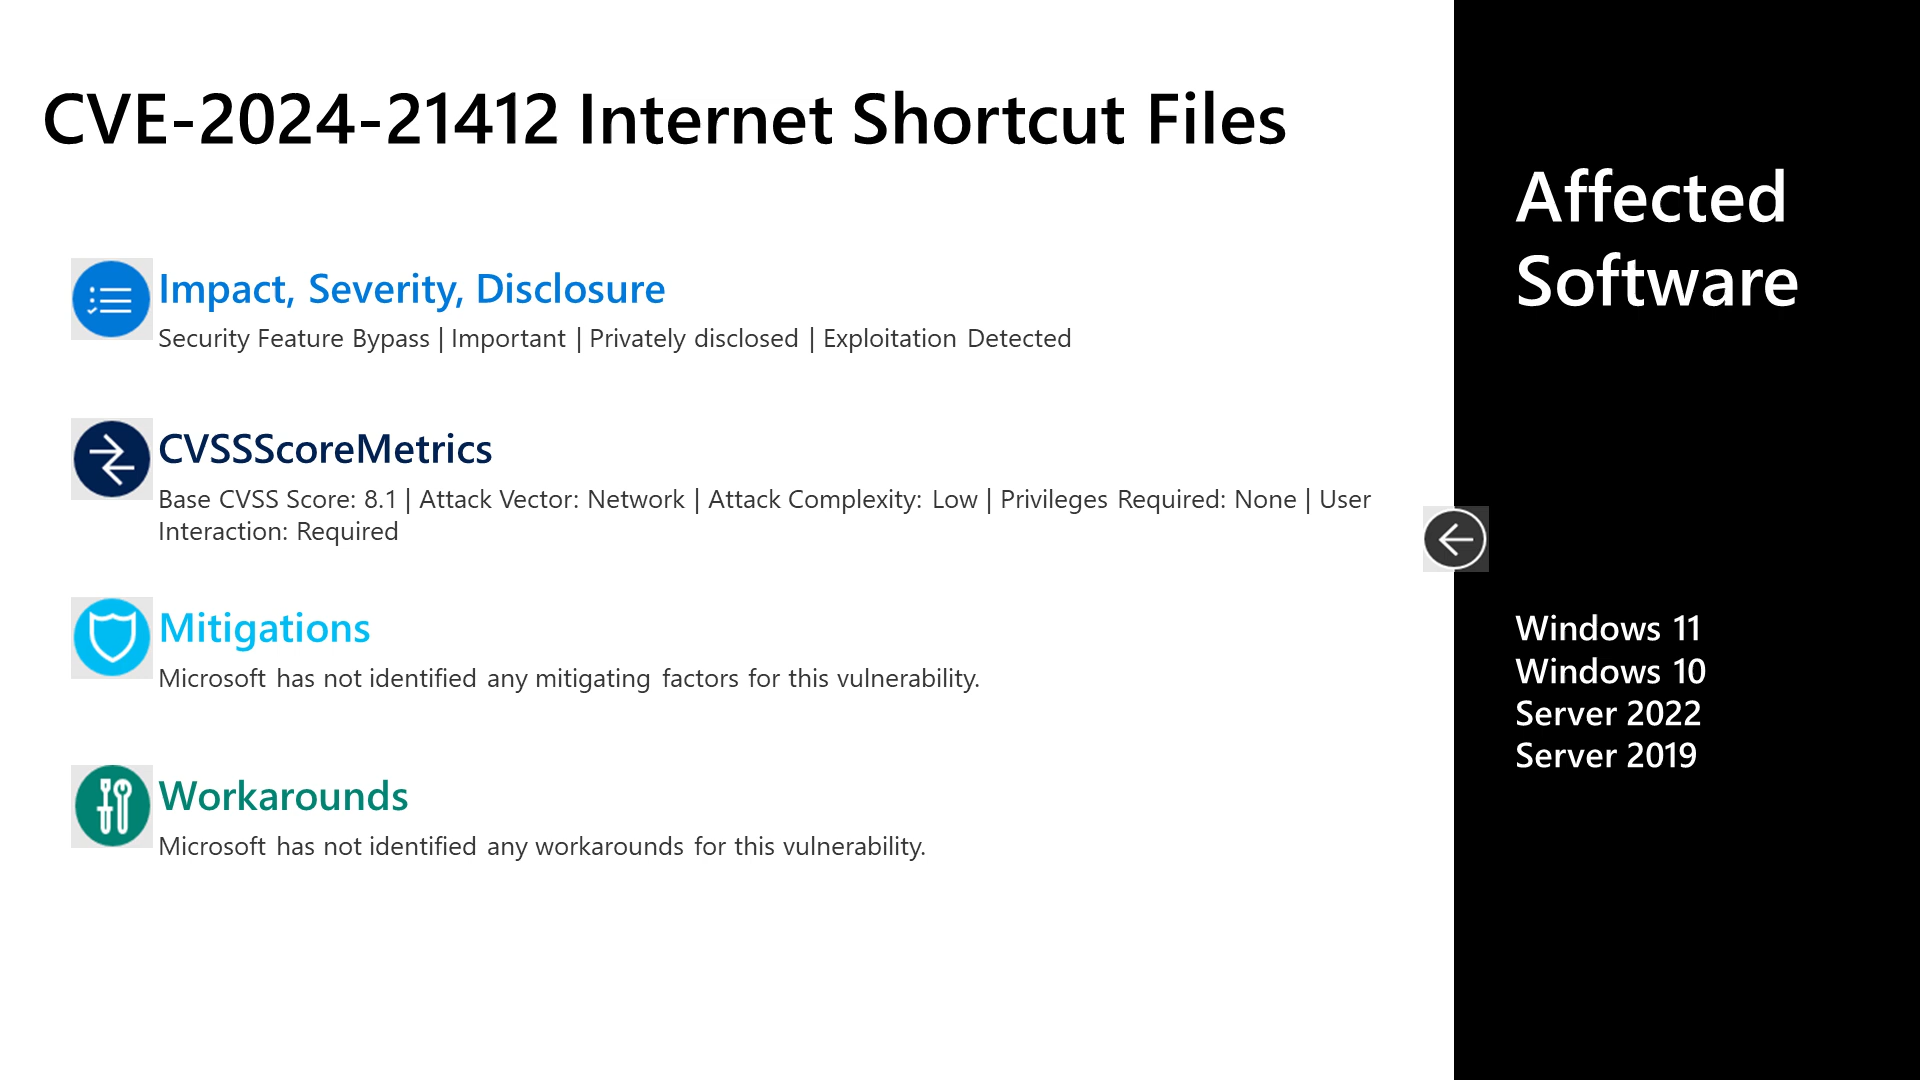 CVE-2024-21412 Internet Shortcut Files
Impact, Severity, Disclosure
Security Feature Bypass | Important | Privately disclosed | Exploitation Detected
CVSSScoreMetrics
Base CVSS Score: 8.1 | Attack Vector: Network | Attack Complexity: Low | Privileges Required: None | User
Interaction: Required
Mitigations
Microsoft has not identified any mitigating factors for this vulnerability.
Workarounds
Microsoft has not identified any workarounds for this vulnerability.
Affected
Software
Windows 11
Windows 10
Server 2022
Server 2019